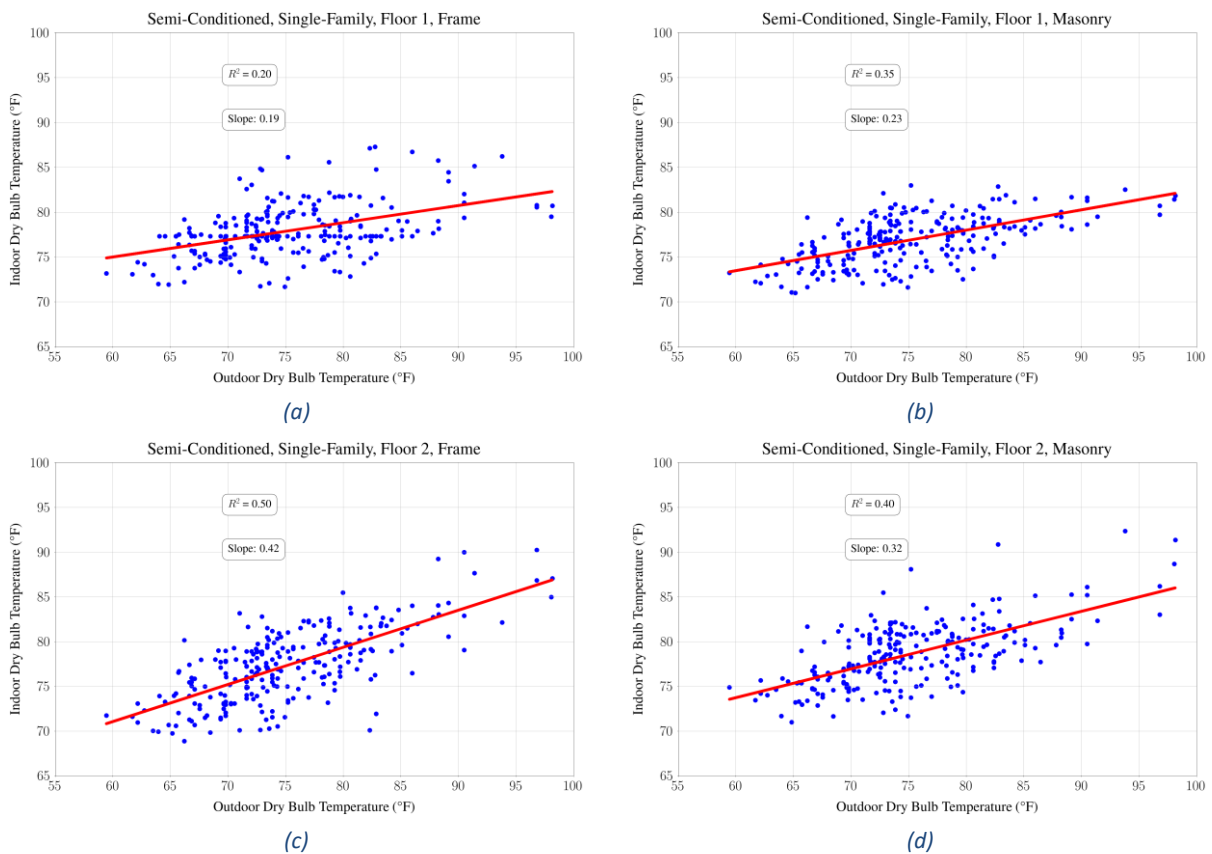 Semi-Conditioned, Single-Family, Floor 1, Frame
100
95
90
85
80
75
70
65
R² = 0.20
Slope: 0.19
Indoor Dry Bulb Temperature (°F)
55 60 65 70 75 80 85 90 95 100
Outdoor Dry Bulb Temperature (°F)
(a)
Semi-Conditioned, Single-Family, Floor 1, Masonry
100
95
90
85
80
75
70
65
R² = 0.35
Slope: 0.23
Indoor Dry Bulb Temperature (°F)
55 60 65 70 75 80 85 90 95 100
Outdoor Dry Bulb Temperature (°F)
(b)
Semi-Conditioned, Single-Family, Floor 2, Frame
100
95
90
85
80
75
70
65
R² = 0.50
Slope: 0.42
Indoor Dry Bulb Temperature (°F)
55 60 65 70 75 80 85 90 95 100
Outdoor Dry Bulb Temperature (°F)
(c)
Semi-Conditioned, Single-Family, Floor 2, Masonry
100
95
90
85
80
75
70
65
R² = 0.40
Slope: 0.32
Indoor Dry Bulb Temperature (°F)
55 60 65 70 75 80 85 90 95 100
Outdoor Dry Bulb Temperature (°F)
(d)